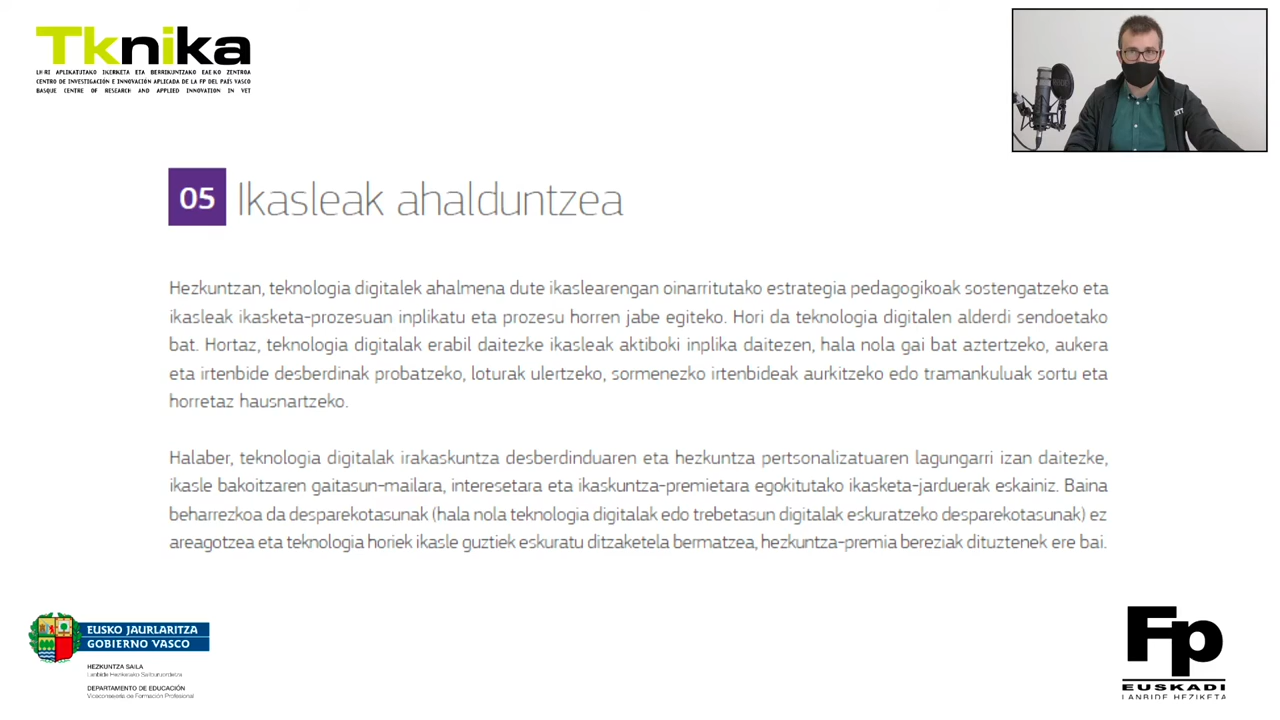 Tknika
LH-RI APLIKATUTAKO IKERKETA ETA BERRIKUNTZAKO EAEKO ZENTROA
CENTRO DE INVESTIGACIÓN E INNOVACIÓN APLICADA DE LA FP DEL PAÍS VASCO
BASQUE CENTRE OF RESEARCH AND APPLIED INNOVATION IN VET
05 Ikasleak ahalduntzea
Hezkuntzan, teknologia digitalek ahalmena dute ikaslearengan oinarritutako estrategia pedagogikoak sostengatzeko eta
ikasleak ikasketa-prozesuan inplikatu eta prozesu horren jabe egiteko. Hori da teknologia digitalen alderdi sendoetako
bat. Hortaz, teknologia digitalak erabil daitezke ikasleak aktiboki inplika daitezen, hala nola gai bat aztertzeko, aukera
eta irtenbide desberdinak probatzeko, loturak ulertzeko, sormenezko irtenbideak aurkitzeko edo tramankuluak sortu eta
horretaz hausnartzeko.
Halaber, teknologia digitalak irakaskuntza desberdinduaren eta hezkuntza pertsonalizatuaren lagungarri izan daitezke,
ikasle bakoitzaren gaitasun-mailara, interesetara eta ikaskuntza-premietara egokitutako ikasketa-jarduerak eskainiz. Baina
beharrezkoa da desparekotasunak (hala nola teknologia digitalak edo trebetasun digitalak eskuratzeko desparekotasunak) ez
areagotzea eta teknologia horiek ikasle guztiek eskuratu ditzaketela bermatzea, hezkuntza-premia bereziak dituztenek ere bai.
EUSKO JAURLARITZA
GOBIERNO VASCO
HEZKUNTZA SAILA
Lanbide Heziketako Sailburuordetza
DEPARTAMENTO DE EDUCACIÓN
Viceconsejería de Formación Profesional
Fp
EUSKADI
LANBIDE HEZIKETA